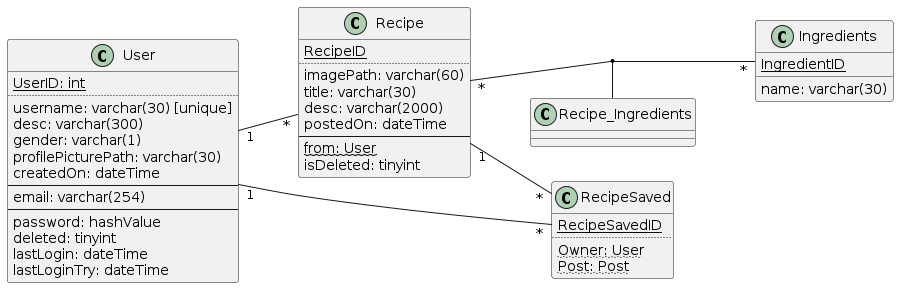 C User
UserID: int
username: varchar(30) [unique]
desc: varchar(300)
gender: varchar(1)
profilePicturePath: varchar(30)
createdOn: dateTime
email: varchar(254)
password: hashValue
deleted: tinyint
lastLogin: dateTime
lastLoginTry: dateTime
1
*
1
*
C Recipe
RecipeID
imagePath: varchar(60)
title: varchar(30)
desc: varchar(2000)
postedOn: dateTime
from: User
isDeleted: tinyint
*
*
1
*
C Recipe_Ingredients
C Ingredients
IngredientID
name: varchar(30)
C RecipeSaved
RecipeSavedID
Owner: User
Post: Post